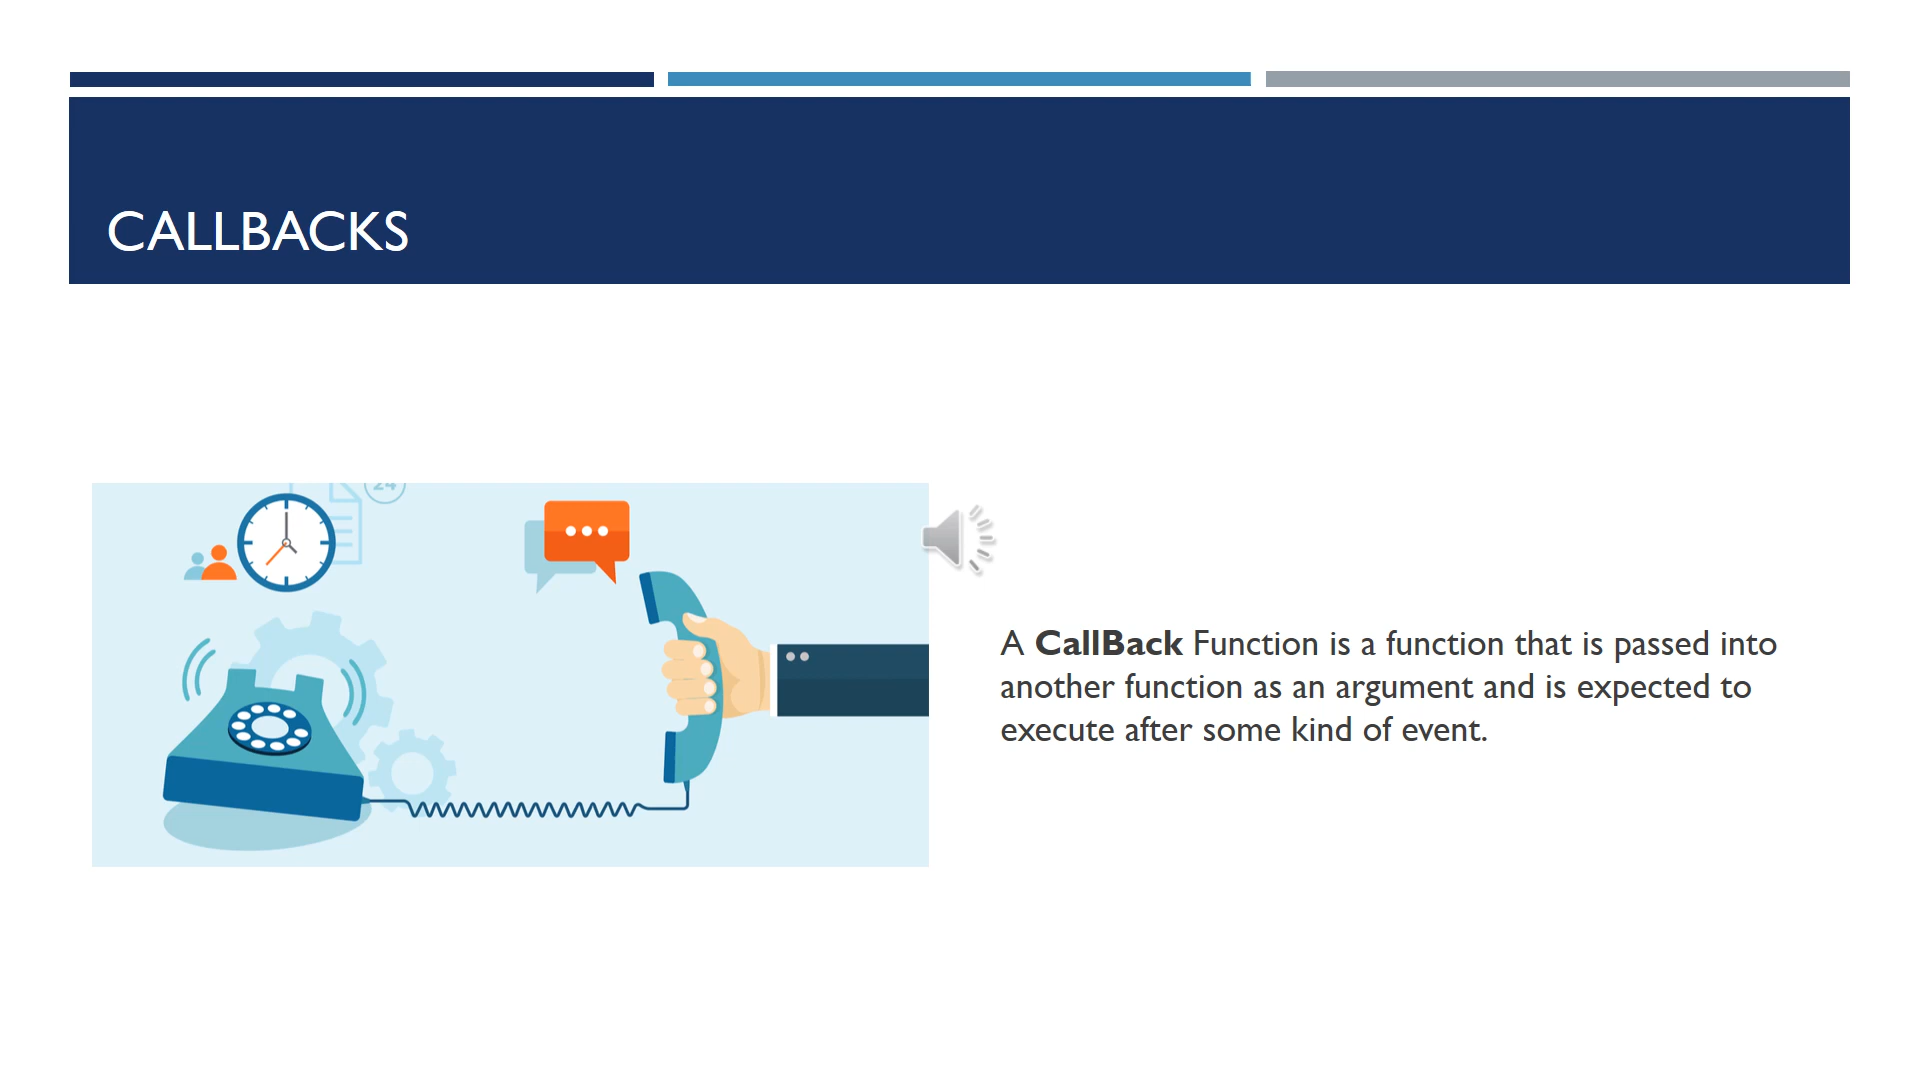 CALLBACKS
24
A CallBack Function is a function that is passed into
another function as an argument and is expected to
execute after some kind of event.